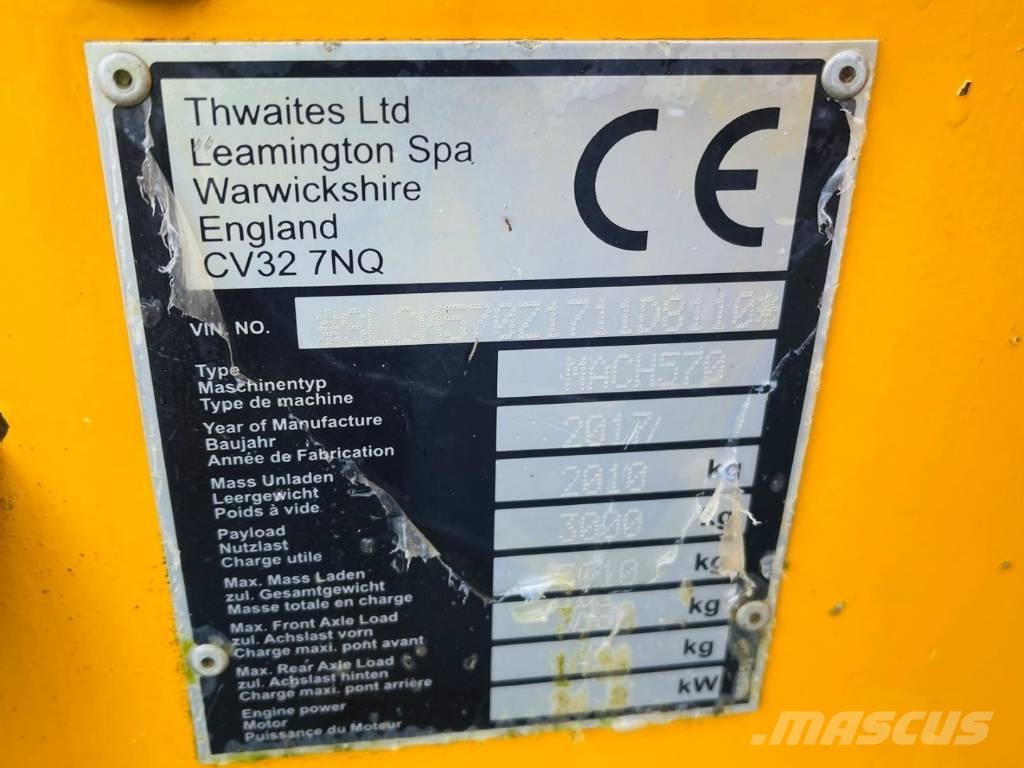 Thwaites Ltd
Leamington Spa
Warwickshire
England
CV32 7NQ
CE
VIN. NO.
Type MACH570
Maschinentyp
Type de machine
Year of Manufacture 2017/
Baujahr
Année de Fabrication
Mass Unladen 2010 kg
Leergewicht
Poids à vide
Payload 3000 kg
Nutzlast
Charge utile
Max. Mass Laden kg
zul. Gesamtgewicht
Masse totale en charge
Max. Front Axle Load kg
zul. Achslast vorn
Charge maxi. pont avant
Max. Rear Axle Load kg
zul. Achslast hinten
Charge maxi. pont arrière
Engine power kW
Motor
Puissance du Moteur
MASCUS